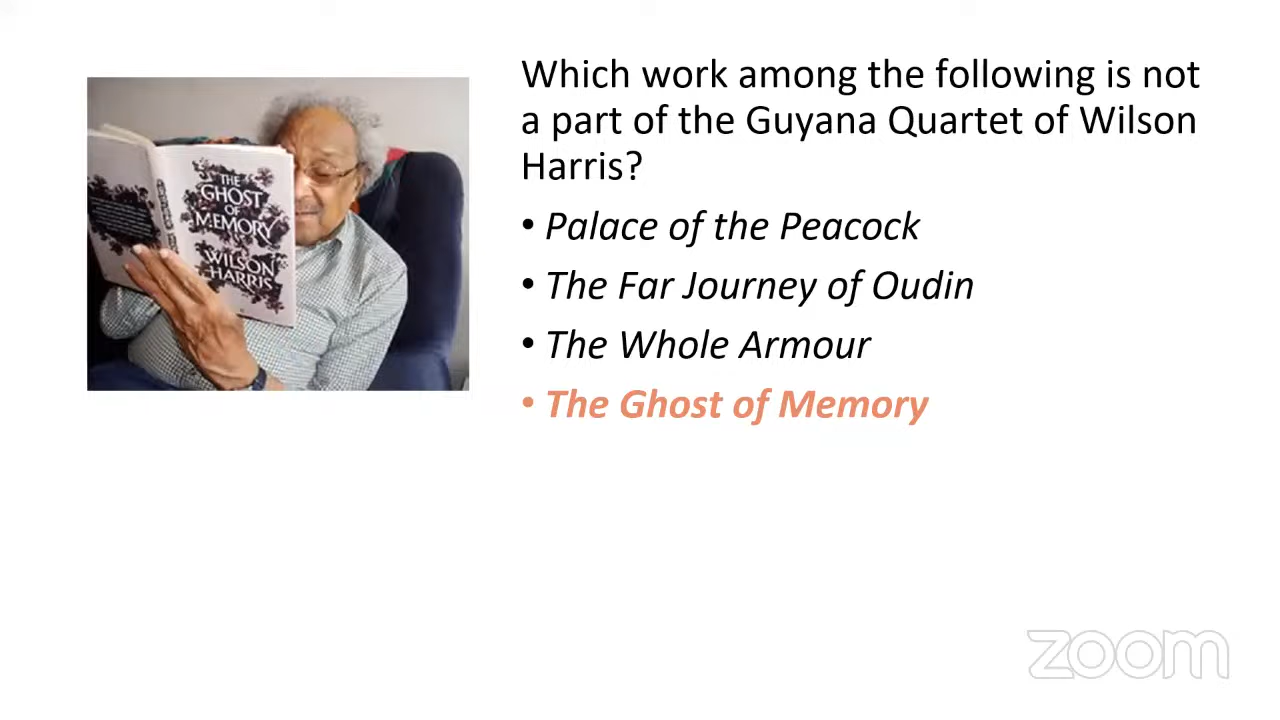 Which work among the following is not
a part of the Guyana Quartet of Wilson
Harris?
• Palace of the Peacock
• The Far Journey of Oudin
• The Whole Armour
• The Ghost of Memory
THE
GHOST
OF
MEMORY
WILSON
HARRIS
zoom